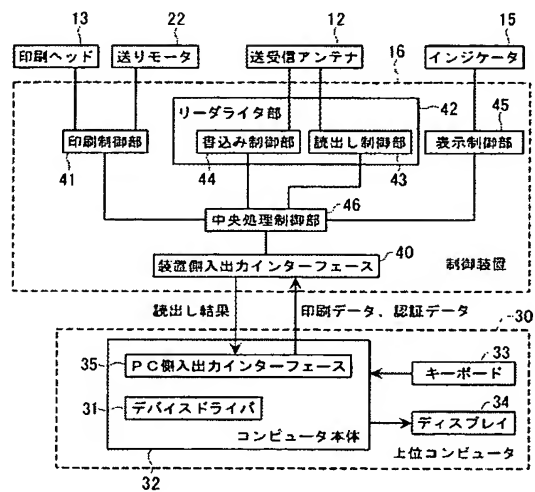 13 22 12 15
印刷ヘッド 送りモータ 送受信アンテナ インジケータ
16
リーダライタ部 42 45
印刷制御部 書込み制御部 読出し制御部 表示制御部
41 44 43
46
中央処理制御部
40
装置側入出力インターフェース 制御装置
読出し結果 印刷データ、認証データ
30
35 PC側入出力インターフェース 33
キーボード
31 デバイスドライバ 34
ディスプレイ
コンピュータ本体
上位コンピュータ
32